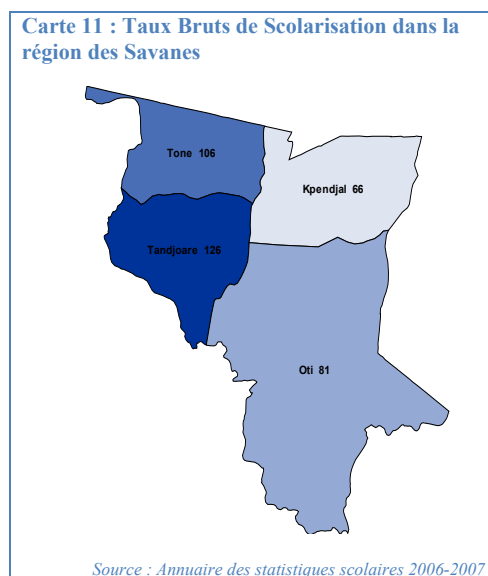 Carte 11 : Taux Bruts de Scolarisation dans la
région des Savanes
Tone 106
Kpendjal 66
Tandjoare 126
Oti 81
Source : Annuaire des statistiques scolaires 2006-2007